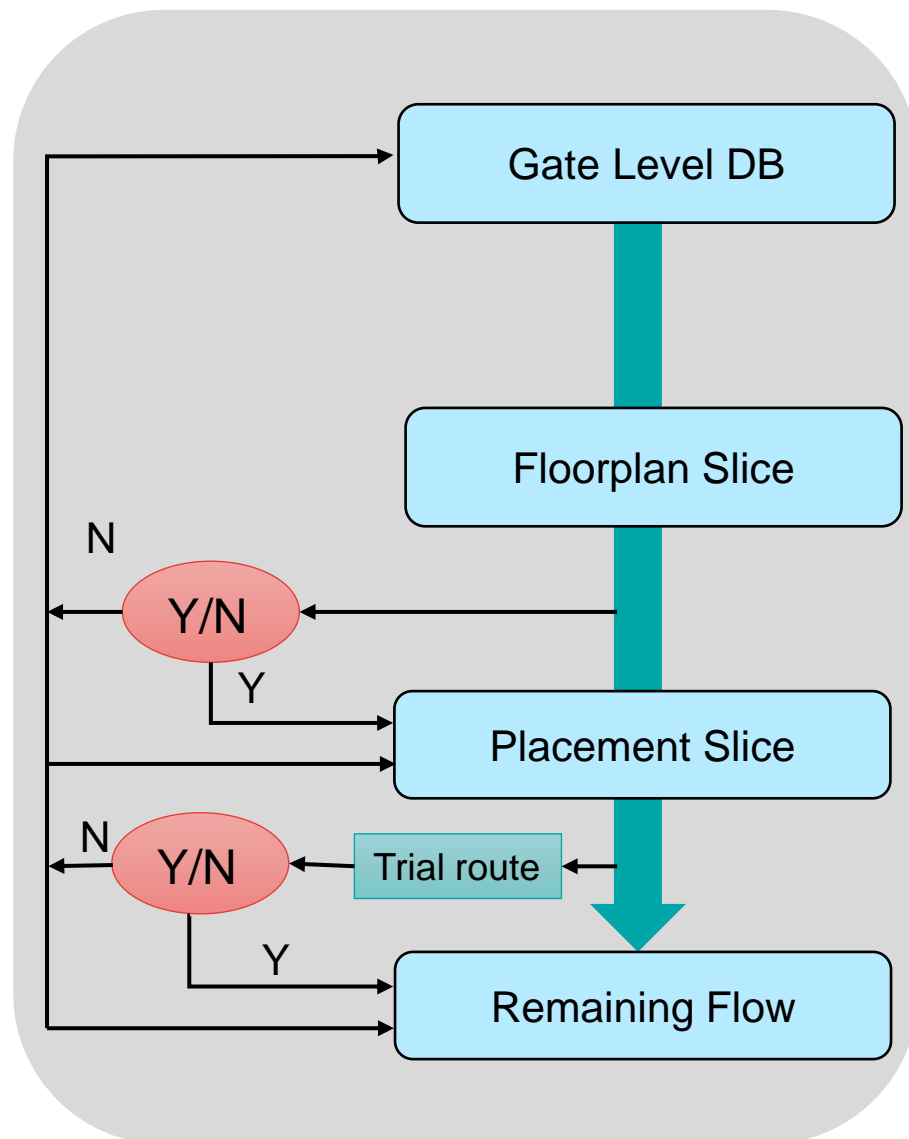 Gate Level DB
Floorplan Slice
N
Y/N
Y
Placement Slice
N
Y/N
Trial route
Y
Remaining Flow